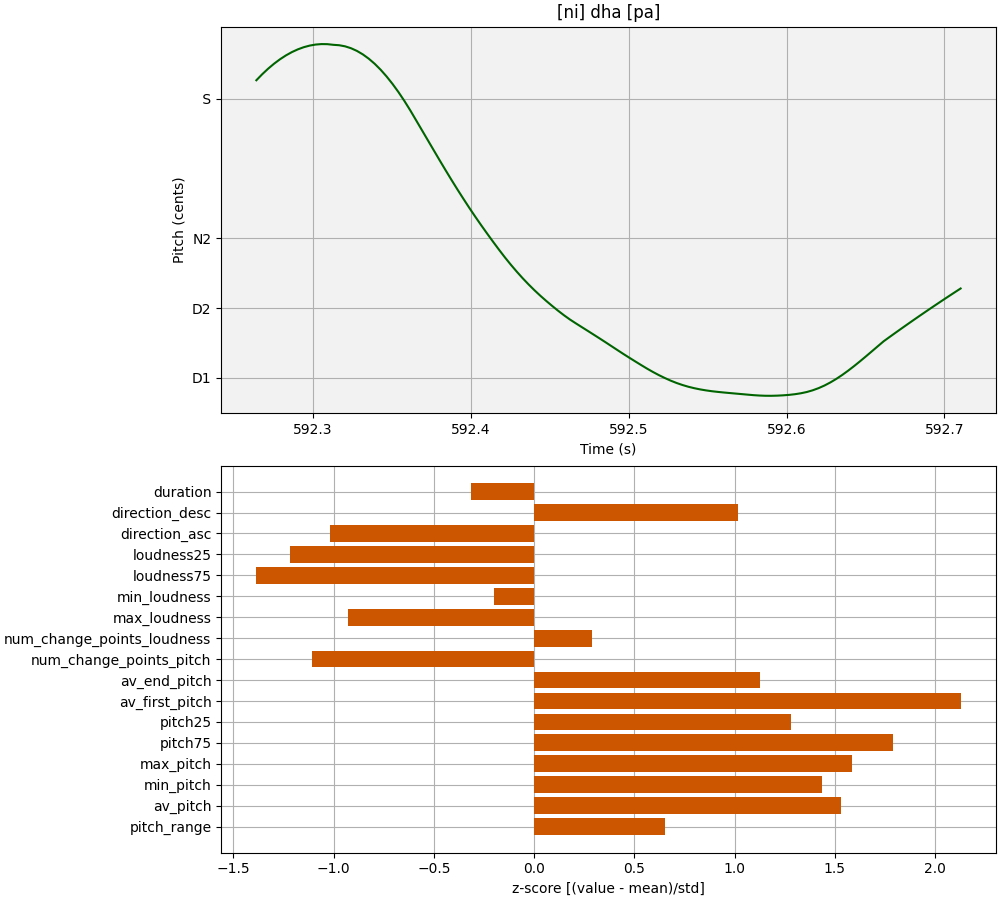 [ni] dha [pa]
Pitch (cents)
S
N2
D2
D1
592.3 592.4 592.5 592.6 592.7
Time (s)
duration
direction_desc
direction_asc
loudness25
loudness75
min_loudness
max_loudness
num_change_points_loudness
num_change_points_pitch
av_end_pitch
av_first_pitch
pitch25
pitch75
max_pitch
min_pitch
av_pitch
pitch_range
−1.5 −1.0 −0.5 0.0 0.5 1.0 1.5 2.0
z-score [(value - mean)/std]